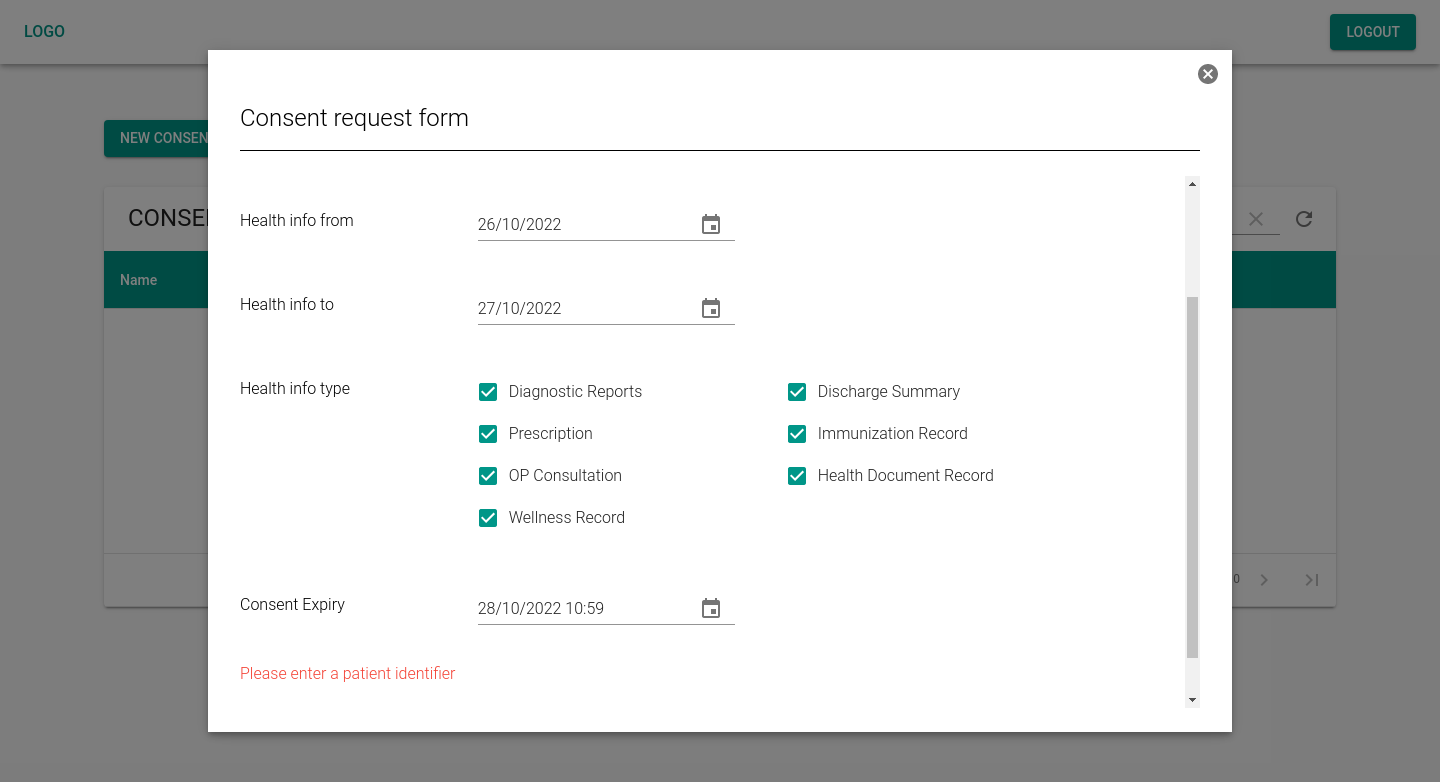 LOGO
LOGOUT
NEW CONSEN
Consent request form
CONSE
Name
Health info from
26/10/2022
Health info to
27/10/2022
Health info type
Diagnostic Reports
Discharge Summary
Prescription
Immunization Record
OP Consultation
Health Document Record
Wellness Record
0
Consent Expiry
28/10/2022 10:59
Please enter a patient identifier